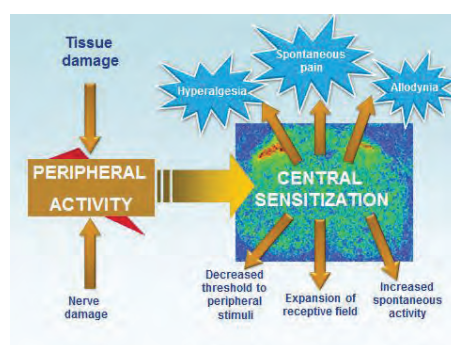 Tissue
damage
Hyperalgesia
Spontaneous
pain
Allodynia
PERIPHERAL
ACTIVITY
CENTRAL
SENSITIZATION
Nerve
damage
Decreased
threshold to
peripheral
stimuli
Expansion of
receptive field
Increased
spontaneous
activity